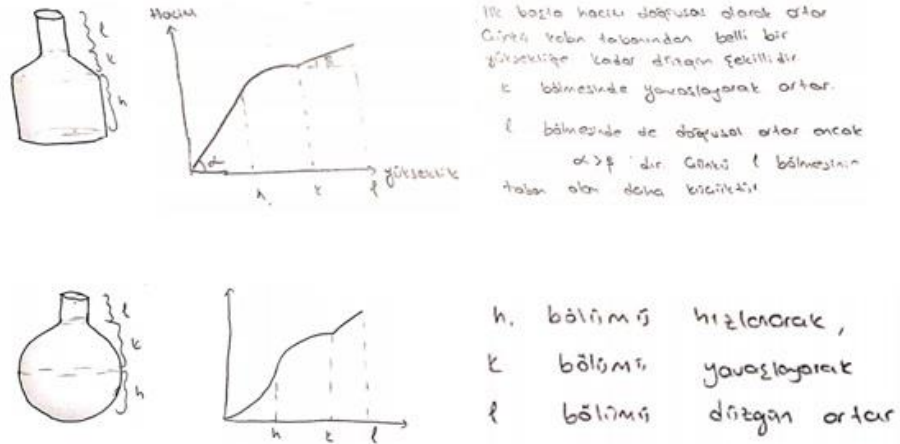 l
k
h
Hacim
α
β
h
k
l
yükseklik
İlk başta hacim doğrusal olarak artar
Çünkü kabın tabanından belli bir
yüksekliğe kadar düzgün şekillidir.
k bölmesinde yavaşlayarak artar.
l bölmesinde de doğrusal artar ancak
α>β dır. Çünkü l bölmesinin
taban alanı daha küçüktür
l
k
h
h
k
l
h. bölümü hızlanarak,
k bölümü yavaşlayarak
l bölümü düzgün artar